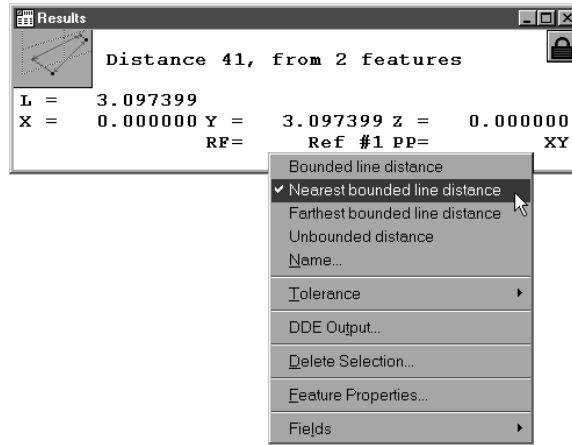 Results
Distance 41, from 2 features
L = 3.097399
X = 0.000000 Y = 3.097399 Z = 0.000000
RF= Ref #1 PP= XY
Bounded line distance
Nearest bounded line distance
Farthest bounded line distance
Unbounded distance
Name...
Tolerance
DDE Output...
Delete Selection...
Feature Properties...
Fields